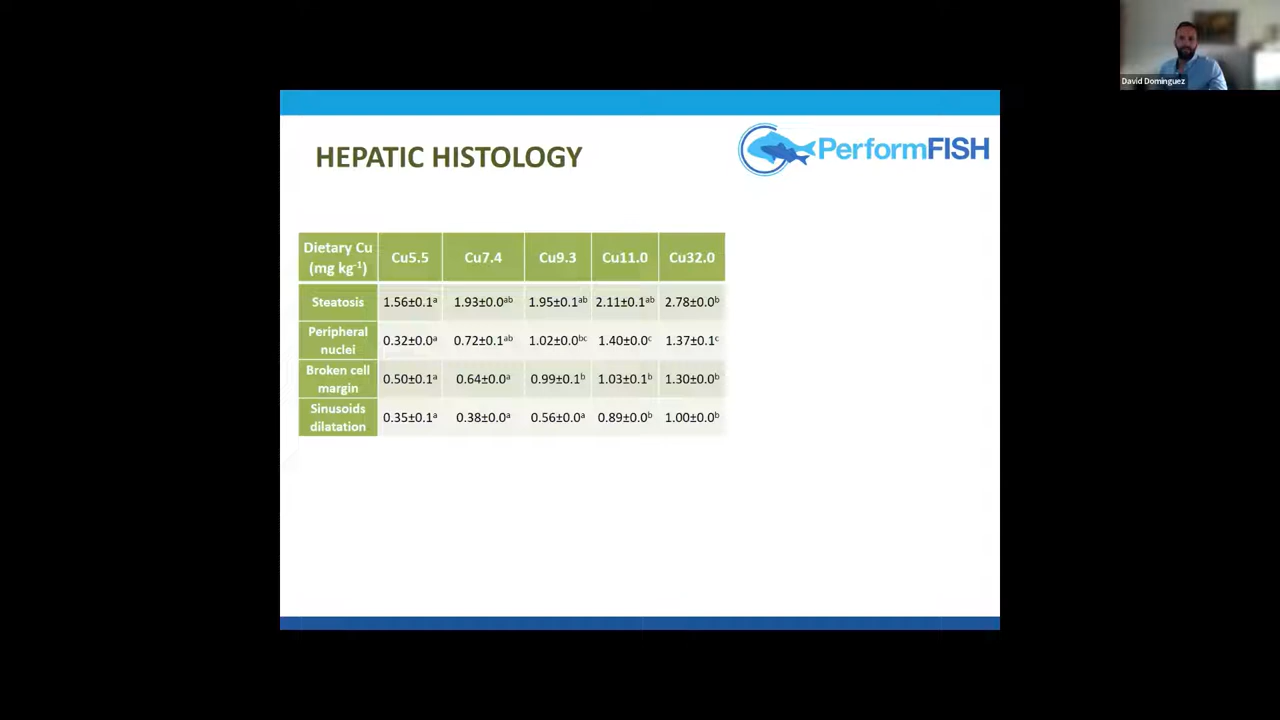 David Dominguez
PerformFISH
HEPATIC HISTOLOGY
Dietary Cu
(mg kg⁻¹)
Cu5.5 Cu7.4 Cu9.3 Cu11.0 Cu32.0
Steatosis 1.56±0.1ᵃ 1.93±0.0ᵃᵇ 1.95±0.1ᵃᵇ 2.11±0.1ᵃᵇ 2.78±0.0ᵇ
Peripheral
nuclei
0.32±0.0ᵃ 0.72±0.1ᵃᵇ 1.02±0.0ᵇᶜ 1.40±0.0ᶜ 1.37±0.1ᶜ
Broken cell
margin
0.50±0.1ᵃ 0.64±0.0ᵃ 0.99±0.1ᵇ 1.03±0.1ᵇ 1.30±0.0ᵇ
Sinusoids
dilatation
0.35±0.1ᵃ 0.38±0.0ᵃ 0.56±0.0ᵃ 0.89±0.0ᵇ 1.00±0.0ᵇ